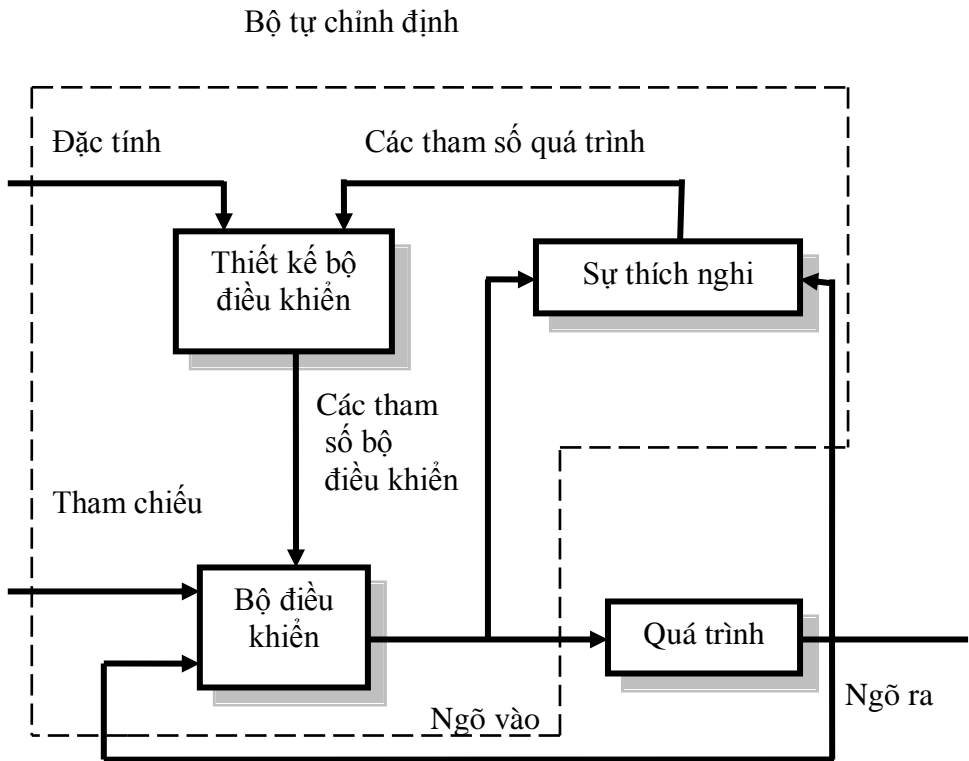 Bộ tự chỉnh định
Đặc tính
Các tham số quá trình
Thiết kế bộ
điều khiển
Sự thích nghi
Các tham
số bộ
điều khiển
Tham chiếu
Bộ điều
khiển
Quá trình
Ngõ ra
Ngõ vào